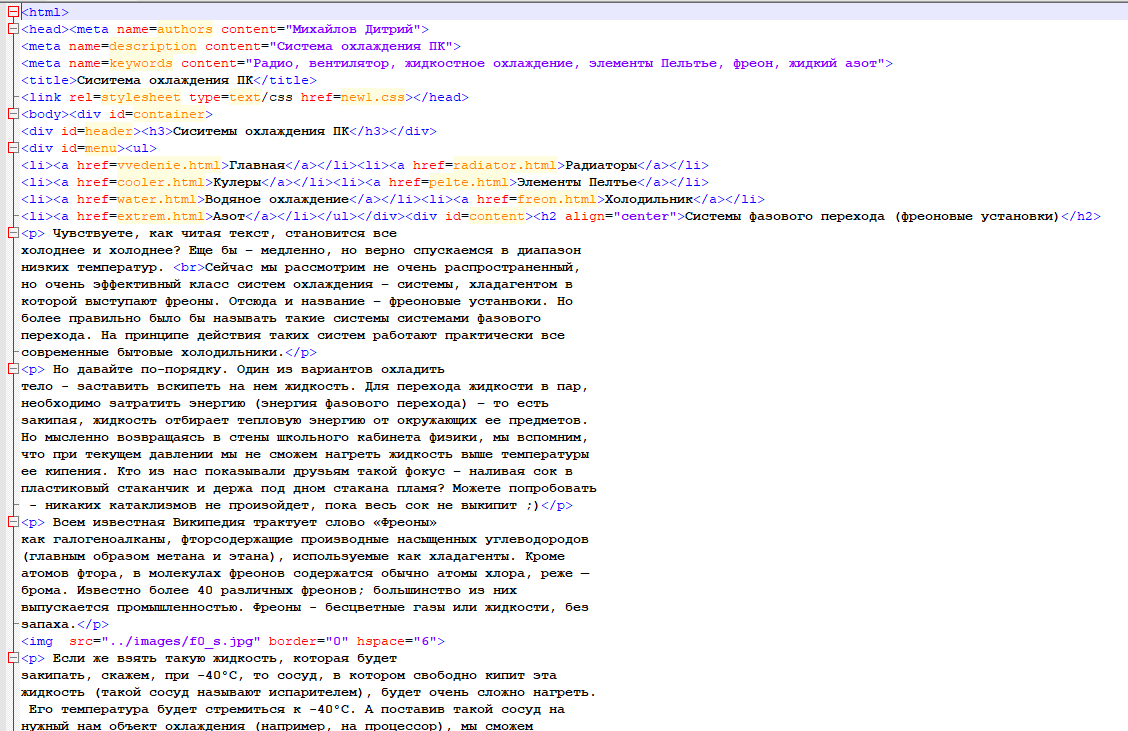 <html>
<head><meta name=authors content="Михайлов Дитрий">
<meta name=description content="Система охлаждения ПК">
<meta name=keywords content="Радио, вентилятор, жидкостное охлаждение, элементы Пельтье, фреон, жидкий азот">
<title>Сиситема охлаждения ПК</title>
<link rel=stylesheet type=text/css href=new1.css></head>
<body><div id=container>
<div id=header><h3>Сиситемы охлаждения ПК</h3></div>
<div id=menu><ul>
<li><a href=vvedenie.html>Главная</a></li><li><a href=radiator.html>Радиаторы</a></li>
<li><a href=cooler.html>Кулеры</a></li><li><a href=pelte.html>Элементы Пелтье</a></li>
<li><a href=water.html>Водяное охлаждение</a></li><li><a href=freon.html>Холодильник</a></li>
<li><a href=extrem.html>Азот</a></li></ul></div><div id=content><h2 align="center">Системы фазового перехода (фреоновые установки)</h2>
<p> Чувствуете, как читая текст, становится все
холоднее и холоднее? Еще бы – медленно, но верно спускаемся в диапазон
низких температур. <br>Сейчас мы рассмотрим не очень распространенный,
но очень эффективный класс систем охлаждения – системы, хладагентом в
которой выступают фреоны. Отсюда и название – фреоновые устанвоки. Но
более правильно было бы называть такие системы системами фазового
перехода. На принципе действия таких систем работают практически все
современные бытовые холодильники.</p>
<p> Но давайте по-порядку. Один из вариантов охладить
тело - заставить вскипеть на нем жидкость. Для перехода жидкости в пар,
необходимо затратить энергию (энергия фазового перехода) – то есть
закипая, жидкость отбирает тепловую энергию от окружающих ее предметов.
Но мысленно возвращаясь в стены школьного кабинета физики, мы вспомним,
что при текущем давлении мы не сможем нагреть жидкость выше температуры
ее кипения. Кто из нас показывали друзьям такой фокус – наливая сок в
пластиковый стаканчик и держа под дном стакана пламя? Можете попробовать
– никаких катаклизмов не произойдет, пока весь сок не выкипит ;)</p>
<p> Всем известная Википедия трактует слово «Фреоны»
как галогеноалканы, фторсодержащие производные насыщенных углеводородов
(главным образом метана и этана), используемые как хладагенты. Кроме
атомов фтора, в молекулах фреонов содержатся обычно атомы хлора, реже —
брома. Известно более 40 различных фреонов; большинство из них
выпускается промышленностью. Фреоны – бесцветные газы или жидкости, без
запаха.</p>
<img  src="../images/f0_s.jpg" border="0" hspace="6">
<p> Если же взять такую жидкость, которая будет
закипать, скажем, при -40°С, то сосуд, в котором свободно кипит эта
жидкость (такой сосуд называют испарителем), будет очень сложно нагреть.
Его температура будет стремиться к -40°С. А поставив такой сосуд на
нужный нам объект охлаждения (например, на процессор), мы сможем